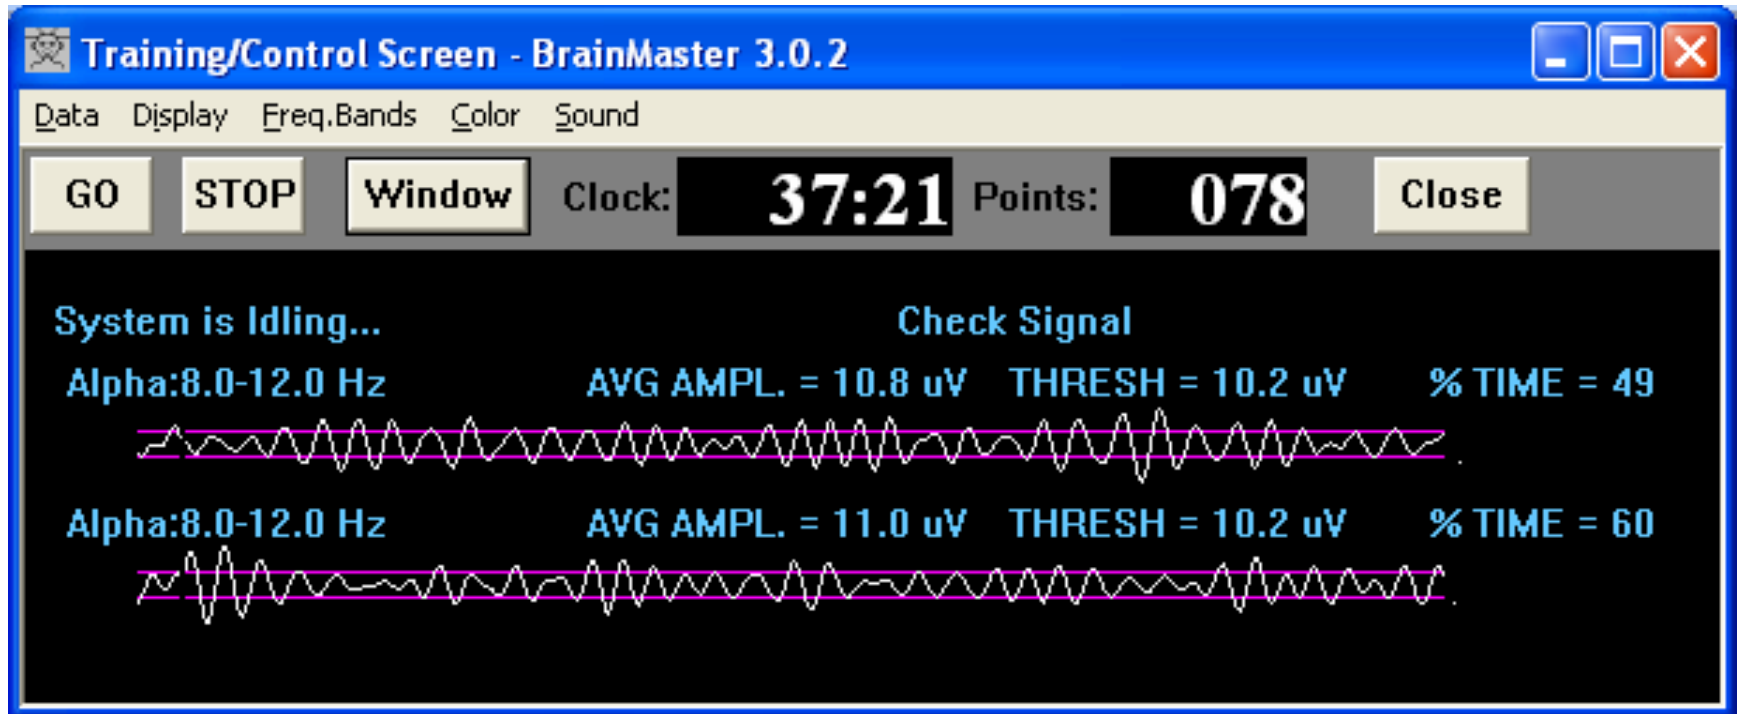 Training/Control Screen - BrainMaster 3.0.2
Data Display Freq.Bands Color Sound
GO STOP Window Clock: 37:21 Points: 078 Close
System is Idling... Check Signal
Alpha:8.0-12.0 Hz AVG AMPL. = 10.8 uV THRESH = 10.2 uV % TIME = 49
Alpha:8.0-12.0 Hz AVG AMPL. = 11.0 uV THRESH = 10.2 uV % TIME = 60